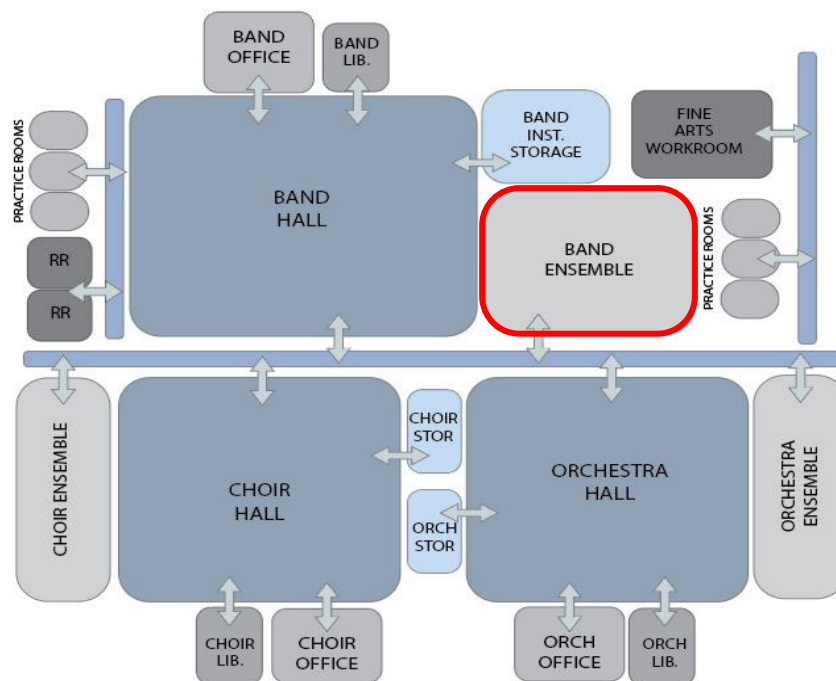 BAND
OFFICE
BAND
LIB.
BAND
INST.
STORAGE
FINE
ARTS
WORKROOM
PRACTICE ROOMS
BAND
HALL
BAND
ENSEMBLE
PRACTICE ROOMS
RR
RR
CHOIR ENSEMBLE
CHOIR
HALL
CHOIR
STOR
ORCH
STOR
ORCHESTRA
HALL
ORCHESTRA
ENSEMBLE
CHOIR
LIB.
CHOIR
OFFICE
ORCH
OFFICE
ORCH
LIB.